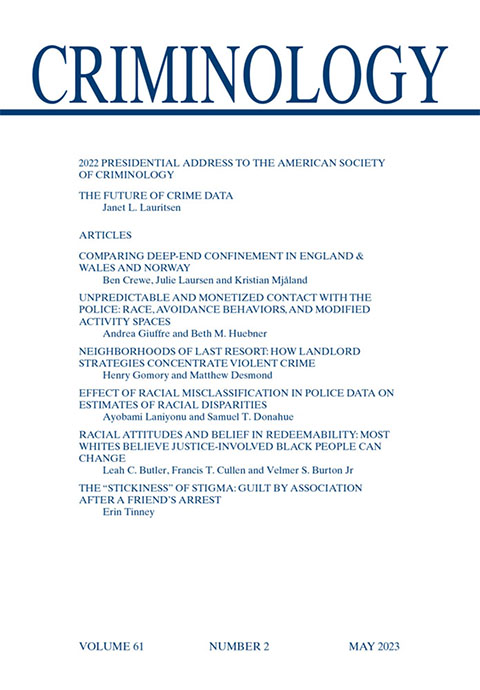 CRIMINOLOGY
2022 PRESIDENTIAL ADDRESS TO THE AMERICAN SOCIETY
OF CRIMINOLOGY
THE FUTURE OF CRIME DATA
Janet L. Lauritsen
ARTICLES
COMPARING DEEP-END CONFINEMENT IN ENGLAND &
WALES AND NORWAY
Ben Crewe, Julie Laursen and Kristian Mjåland
UNPREDICTABLE AND MONETIZED CONTACT WITH THE
POLICE: RACE, AVOIDANCE BEHAVIORS, AND MODIFIED
ACTIVITY SPACES
Andrea Giuffre and Beth M. Huebner
NEIGHBORHOODS OF LAST RESORT: HOW LANDLORD
STRATEGIES CONCENTRATE VIOLENT CRIME
Henry Gomory and Matthew Desmond
EFFECT OF RACIAL MISCLASSIFICATION IN POLICE DATA ON
ESTIMATES OF RACIAL DISPARITIES
Ayobami Laniyonu and Samuel T. Donahue
RACIAL ATTITUDES AND BELIEF IN REDEEMABILITY: MOST
WHITES BELIEVE JUSTICE-INVOLVED BLACK PEOPLE CAN
CHANGE
Leah C. Butler, Francis T. Cullen and Velmer S. Burton Jr
THE “STICKINESS” OF STIGMA: GUILT BY ASSOCIATION
AFTER A FRIEND’S ARREST
Erin Tinney
VOLUME 61 NUMBER 2 MAY 2023